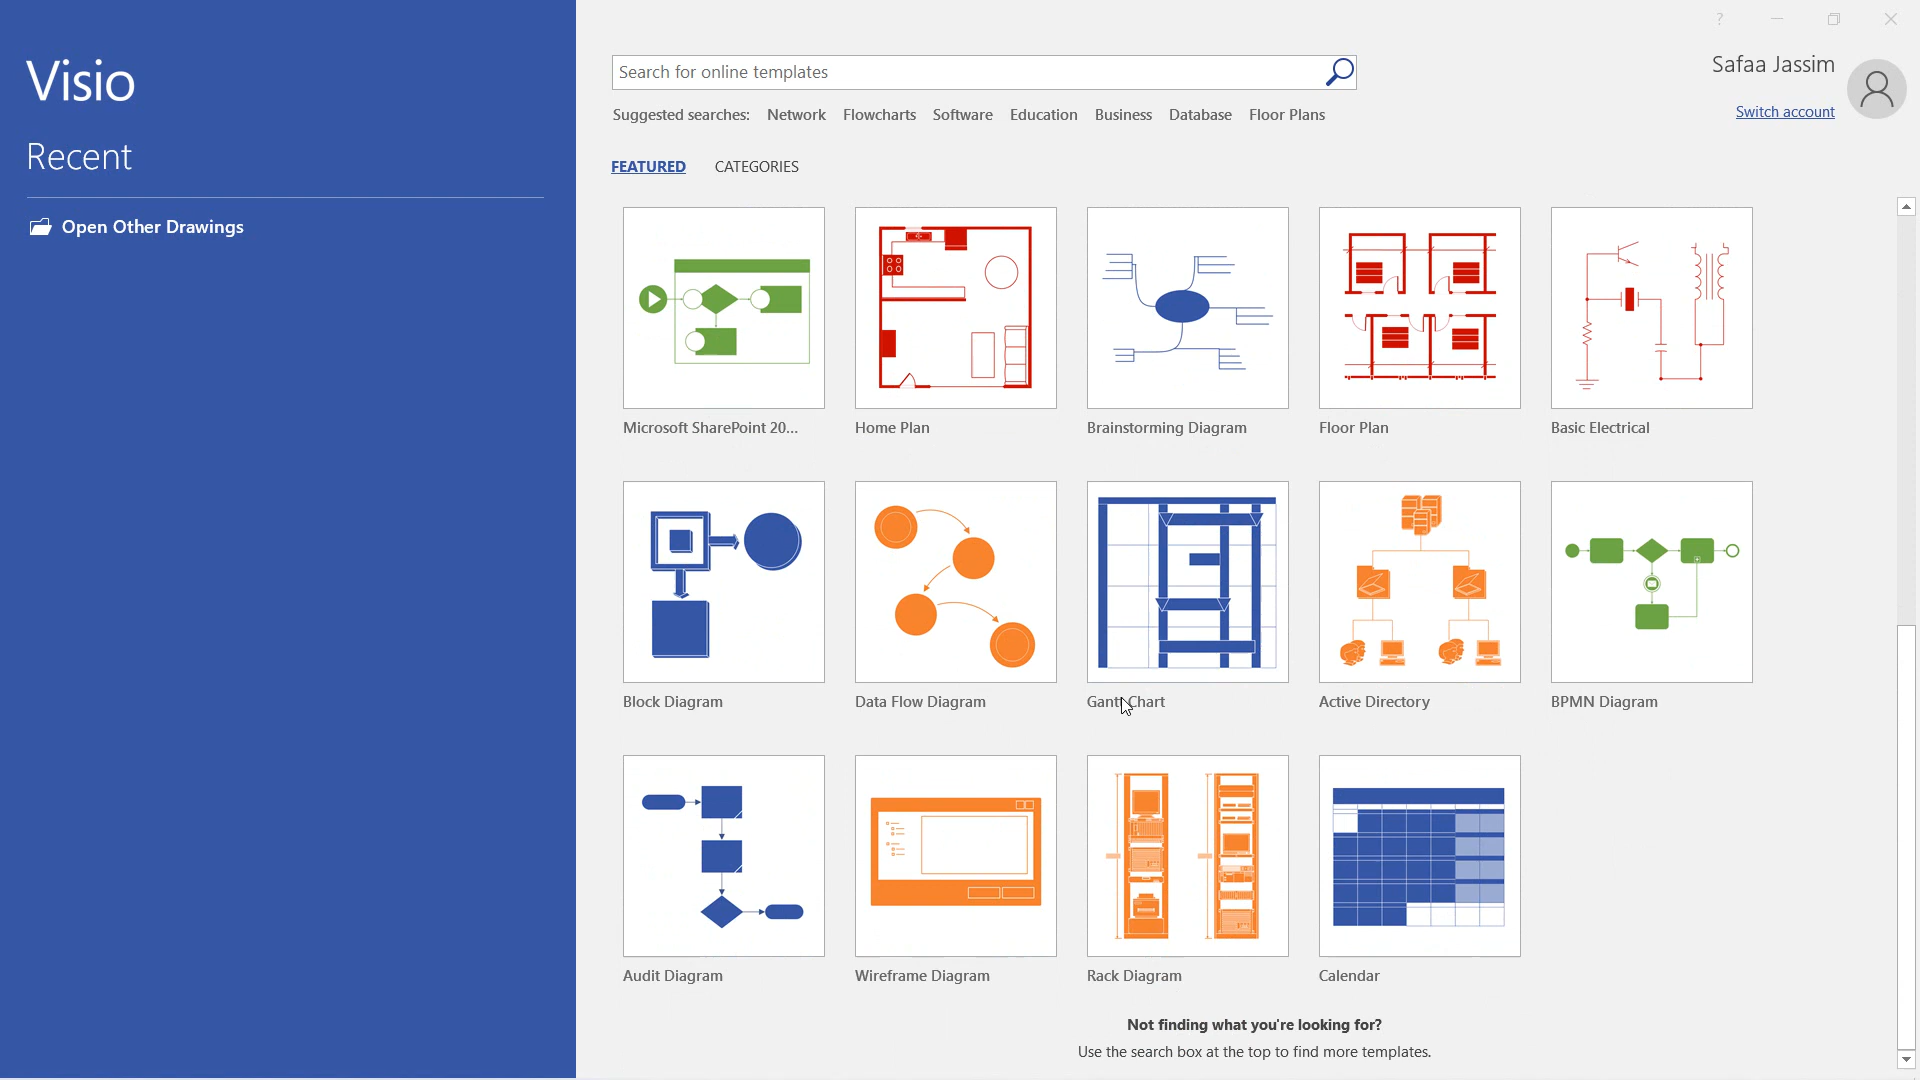 Visio
Recent
Open Other Drawings
?
Search for online templates
Suggested searches: Network Flowcharts Software Education Business Database Floor Plans
Safaa Jassim
Switch account
FEATURED CATEGORIES
Microsoft SharePoint 20...
Home Plan
Brainstorming Diagram
Floor Plan
Basic Electrical
Block Diagram
Data Flow Diagram
Gantt Chart
Active Directory
BPMN Diagram
Audit Diagram
Wireframe Diagram
Rack Diagram
Calendar
Not finding what you're looking for?
Use the search box at the top to find more templates.